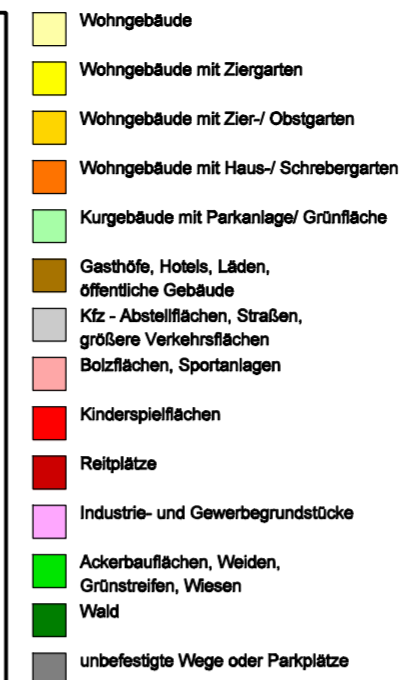 Wohngebäude
Wohngebäude mit Ziergarten
Wohngebäude mit Zier-/ Obstgarten
Wohngebäude mit Haus-/ Schrebergarten
Kurgebäude mit Parkanlage/ Grünfläche
Gasthöfe, Hotels, Läden,
öffentliche Gebäude
Kfz - Abstellflächen, Straßen,
größere Verkehrsflächen
Bolzflächen, Sportanlagen
Kinderspielflächen
Reitplätze
Industrie- und Gewerbegrundstücke
Ackerbauflächen, Weiden,
Grünstreifen, Wiesen
Wald
unbefestigte Wege oder Parkplätze